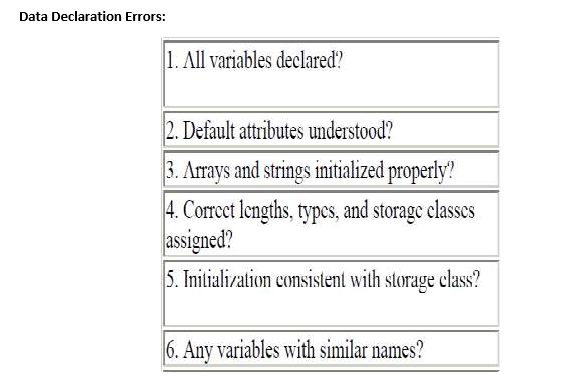 Data Declaration Errors:
1. All variables declared?
2. Default attributes understood?
3. Arrays and strings initialized properly?
4. Correct lengths, types, and storage classes
assigned?
5. Initialization consistent with storage class?
6. Any variables with similar names?